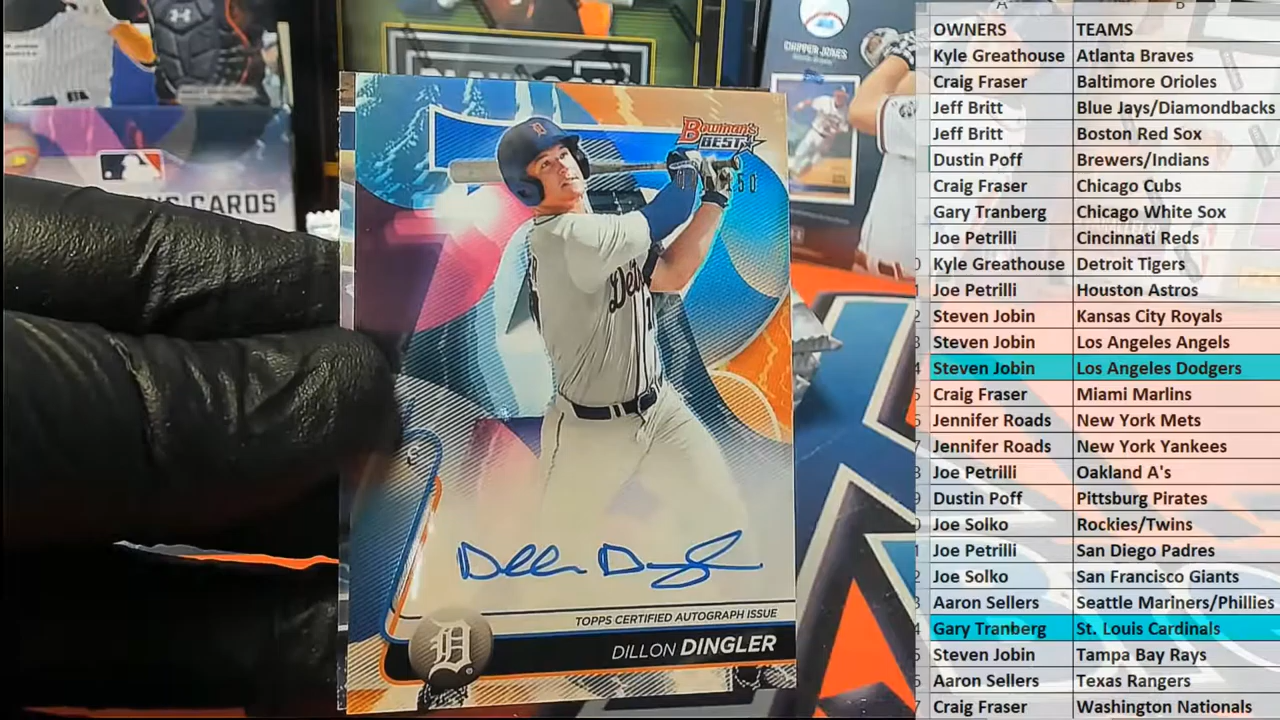 CHIPPER JONES
CARDS
Bowman's
BEST
150
Detroit
Dillon Dingler
TOPPS CERTIFIED AUTOGRAPH ISSUE
DILLON DINGLER
D
A B
OWNERS TEAMS
Kyle Greathouse Atlanta Braves
Craig Fraser Baltimore Orioles
Jeff Britt Blue Jays/Diamondbacks
Jeff Britt Boston Red Sox
Dustin Poff Brewers/Indians
Craig Fraser Chicago Cubs
Gary Tranberg Chicago White Sox
Joe Petrilli Cincinnati Reds
Kyle Greathouse Detroit Tigers
Joe Petrilli Houston Astros
Steven Jobin Kansas City Royals
Steven Jobin Los Angeles Angels
Steven Jobin Los Angeles Dodgers
Craig Fraser Miami Marlins
Jennifer Roads New York Mets
Jennifer Roads New York Yankees
Joe Petrilli Oakland A's
Dustin Poff Pittsburg Pirates
Joe Solko Rockies/Twins
Joe Petrilli San Diego Padres
Joe Solko San Francisco Giants
Aaron Sellers Seattle Mariners/Phillies
Gary Tranberg St. Louis Cardinals
Steven Jobin Tampa Bay Rays
Aaron Sellers Texas Rangers
Craig Fraser Washington Nationals